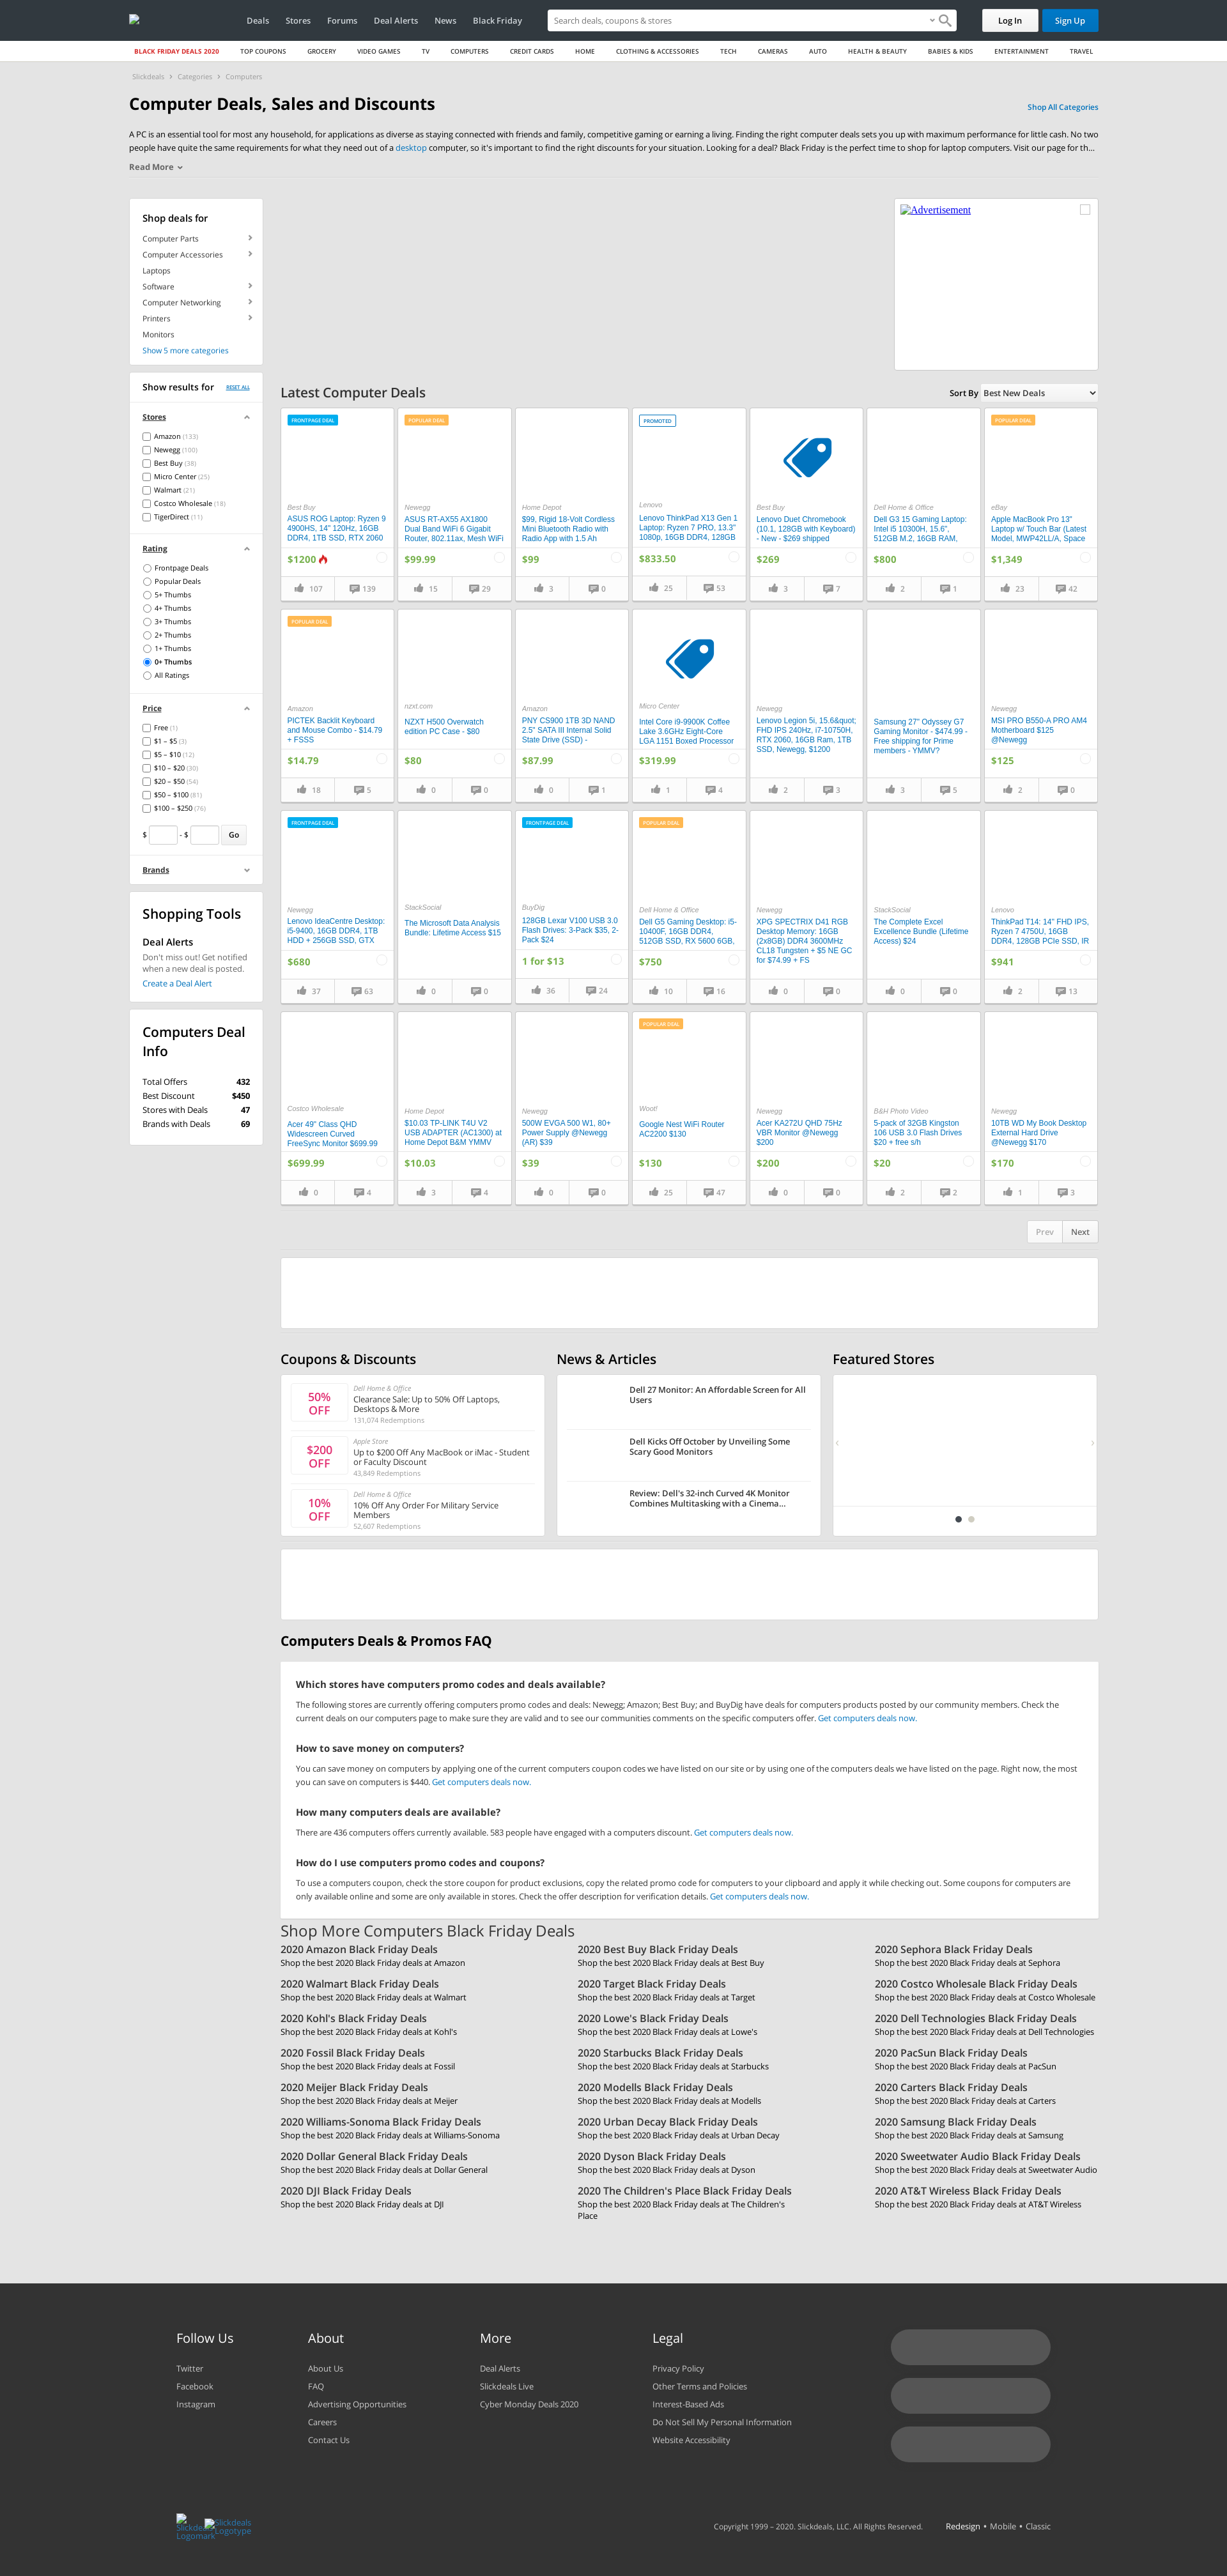 Deals Stores Forums Deal Alerts News Black Friday
Search deals, coupons & stores
Log In
Sign Up
BLACK FRIDAY DEALS 2020 TOP COUPONS GROCERY VIDEO GAMES TV COMPUTERS CREDIT CARDS HOME CLOTHING & ACCESSORIES TECH CAMERAS AUTO HEALTH & BEAUTY BABIES & KIDS ENTERTAINMENT TRAVEL
Slickdeals › Categories › Computers
Computer Deals, Sales and Discounts
Shop All Categories
A PC is an essential tool for most any household, for applications as diverse as staying connected with friends and family, competitive gaming or earning a living. Finding the right computer deals sets you up with maximum performance for little cash. No two
people have quite the same requirements for what they need out of a desktop computer, so it's important to find the right discounts for your situation. Looking for a deal? Black Friday is the perfect time to shop for laptop computers. Visit our page for th...
Read More
Shop deals for
Computer Parts
Computer Accessories
Laptops
Software
Computer Networking
Printers
Monitors
Show 5 more categories
Advertisement
Show results for RESET ALL
Stores
Amazon (133)
Newegg (100)
Best Buy (38)
Micro Center (25)
Walmart (21)
Costco Wholesale (18)
TigerDirect (11)
Rating
Frontpage Deals
Popular Deals
5+ Thumbs
4+ Thumbs
3+ Thumbs
2+ Thumbs
1+ Thumbs
0+ Thumbs
All Ratings
Price
Free (1)
$1 – $5 (3)
$5 – $10 (12)
$10 – $20 (30)
$20 – $50 (54)
$50 – $100 (81)
$100 – $250 (76)
$ - $ Go
Brands
Shopping Tools
Deal Alerts
Don't miss out! Get notified
when a new deal is posted.
Create a Deal Alert
Computers Deal
Info
Total Offers 432
Best Discount $450
Stores with Deals 47
Brands with Deals 69
Latest Computer Deals
Sort By Best New Deals
FRONTPAGE DEAL
Best Buy
ASUS ROG Laptop: Ryzen 9
4900HS, 14" 120Hz, 16GB
DDR4, 1TB SSD, RTX 2060
$1200
107 139
POPULAR DEAL
Newegg
ASUS RT-AX55 AX1800
Dual Band WiFi 6 Gigabit
Router, 802.11ax, Mesh WiFi
$99.99
15 29
Home Depot
$99, Rigid 18-Volt Cordless
Mini Bluetooth Radio with
Radio App with 1.5 Ah
$99
3 0
PROMOTED
Lenovo
Lenovo ThinkPad X13 Gen 1
Laptop: Ryzen 7 PRO, 13.3"
1080p, 16GB DDR4, 128GB
$833.50
25 53
Best Buy
Lenovo Duet Chromebook
(10.1, 128GB with Keyboard)
- New - $269 shipped
$269
3 7
Dell Home & Office
Dell G3 15 Gaming Laptop:
Intel i5 10300H, 15.6",
512GB M.2, 16GB RAM,
$800
2 1
POPULAR DEAL
eBay
Apple MacBook Pro 13"
Laptop w/ Touch Bar (Latest
Model, MWP42LL/A, Space
$1,349
23 42
POPULAR DEAL
Amazon
PICTEK Backlit Keyboard
and Mouse Combo - $14.79
+ FSSS
$14.79
18 5
nzxt.com
NZXT H500 Overwatch
edition PC Case - $80
$80
0 0
Amazon
PNY CS900 1TB 3D NAND
2.5" SATA III Internal Solid
State Drive (SSD) -
$87.99
0 1
Micro Center
Intel Core i9-9900K Coffee
Lake 3.6GHz Eight-Core
LGA 1151 Boxed Processor
$319.99
1 4
Newegg
Lenovo Legion 5i, 15.6&quot;
FHD IPS 240Hz, i7-10750H,
RTX 2060, 16GB Ram, 1TB
SSD, Newegg, $1200
2 3
Samsung 27" Odyssey G7
Gaming Monitor - $474.99 -
Free shipping for Prime
members - YMMV?
3 5
Newegg
MSI PRO B550-A PRO AM4
Motherboard $125
@Newegg
$125
2 0
FRONTPAGE DEAL
Newegg
Lenovo IdeaCentre Desktop:
i5-9400, 16GB DDR4, 1TB
HDD + 256GB SSD, GTX
$680
37 63
StackSocial
The Microsoft Data Analysis
Bundle: Lifetime Access $15
0 0
FRONTPAGE DEAL
BuyDig
128GB Lexar V100 USB 3.0
Flash Drives: 3-Pack $35, 2-
Pack $24
1 for $13
36 24
POPULAR DEAL
Dell Home & Office
Dell G5 Gaming Desktop: i5-
10400F, 16GB DDR4,
512GB SSD, RX 5600 6GB,
$750
10 16
Newegg
XPG SPECTRIX D41 RGB
Desktop Memory: 16GB
(2x8GB) DDR4 3600MHz
CL18 Tungsten + $5 NE GC
for $74.99 + FS
0 0
StackSocial
The Complete Excel
Excellence Bundle (Lifetime
Access) $24
0 0
Lenovo
ThinkPad T14: 14" FHD IPS,
Ryzen 7 4750U, 16GB
DDR4, 128GB PCIe SSD, IR
$941
2 13
Costco Wholesale
Acer 49" Class QHD
Widescreen Curved
FreeSync Monitor $699.99
$699.99
0 4
Home Depot
$10.03 TP-LINK T4U V2
USB ADAPTER (AC1300) at
Home Depot B&M YMMV
$10.03
3 4
Newegg
500W EVGA 500 W1, 80+
Power Supply @Newegg
(AR) $39
$39
0 0
POPULAR DEAL
Woot!
Google Nest WiFi Router
AC2200 $130
$130
25 47
Newegg
Acer KA272U QHD 75Hz
VBR Monitor @Newegg
$200
$200
0 0
B&H Photo Video
5-pack of 32GB Kingston
106 USB 3.0 Flash Drives
$20 + free s/h
$20
2 2
Newegg
10TB WD My Book Desktop
External Hard Drive
@Newegg $170
$170
1 3
Prev Next
Coupons & Discounts
50%
OFF
Dell Home & Office
Clearance Sale: Up to 50% Off Laptops,
Desktops & More
131,074 Redemptions
$200
OFF
Apple Store
Up to $200 Off Any MacBook or iMac - Student
or Faculty Discount
43,849 Redemptions
10%
OFF
Dell Home & Office
10% Off Any Order For Military Service
Members
52,607 Redemptions
News & Articles
Dell 27 Monitor: An Affordable Screen for All
Users
Dell Kicks Off October by Unveiling Some
Scary Good Monitors
Review: Dell's 32-inch Curved 4K Monitor
Combines Multitasking with a Cinema...
Featured Stores
Computers Deals & Promos FAQ
Which stores have computers promo codes and deals available?
The following stores are currently offering computers promo codes and deals: Newegg; Amazon; Best Buy; and BuyDig have deals for computers products posted by our community members. Check the
current deals on our computers page to make sure they are valid and to see our communities comments on the specific computers offer. Get computers deals now.
How to save money on computers?
You can save money on computers by applying one of the current computers coupon codes we have listed on our site or by using one of the computers deals we have listed on the page. Right now, the most
you can save on computers is $440. Get computers deals now.
How many computers deals are available?
There are 436 computers offers currently available. 583 people have engaged with a computers discount. Get computers deals now.
How do I use computers promo codes and coupons?
To use a computers coupon, check the store coupon for product exclusions, copy the related promo code for computers to your clipboard and apply it while checking out. Some coupons for computers are
only available online and some are only available in stores. Check the offer description for verification details. Get computers deals now.
Shop More Computers Black Friday Deals
2020 Amazon Black Friday Deals
Shop the best 2020 Black Friday deals at Amazon
2020 Best Buy Black Friday Deals
Shop the best 2020 Black Friday deals at Best Buy
2020 Sephora Black Friday Deals
Shop the best 2020 Black Friday deals at Sephora
2020 Walmart Black Friday Deals
Shop the best 2020 Black Friday deals at Walmart
2020 Target Black Friday Deals
Shop the best 2020 Black Friday deals at Target
2020 Costco Wholesale Black Friday Deals
Shop the best 2020 Black Friday deals at Costco Wholesale
2020 Kohl's Black Friday Deals
Shop the best 2020 Black Friday deals at Kohl's
2020 Lowe's Black Friday Deals
Shop the best 2020 Black Friday deals at Lowe's
2020 Dell Technologies Black Friday Deals
Shop the best 2020 Black Friday deals at Dell Technologies
2020 Fossil Black Friday Deals
Shop the best 2020 Black Friday deals at Fossil
2020 Starbucks Black Friday Deals
Shop the best 2020 Black Friday deals at Starbucks
2020 PacSun Black Friday Deals
Shop the best 2020 Black Friday deals at PacSun
2020 Meijer Black Friday Deals
Shop the best 2020 Black Friday deals at Meijer
2020 Modells Black Friday Deals
Shop the best 2020 Black Friday deals at Modells
2020 Carters Black Friday Deals
Shop the best 2020 Black Friday deals at Carters
2020 Williams-Sonoma Black Friday Deals
Shop the best 2020 Black Friday deals at Williams-Sonoma
2020 Urban Decay Black Friday Deals
Shop the best 2020 Black Friday deals at Urban Decay
2020 Samsung Black Friday Deals
Shop the best 2020 Black Friday deals at Samsung
2020 Dollar General Black Friday Deals
Shop the best 2020 Black Friday deals at Dollar General
2020 Dyson Black Friday Deals
Shop the best 2020 Black Friday deals at Dyson
2020 Sweetwater Audio Black Friday Deals
Shop the best 2020 Black Friday deals at Sweetwater Audio
2020 DJI Black Friday Deals
Shop the best 2020 Black Friday deals at DJI
2020 The Children's Place Black Friday Deals
Shop the best 2020 Black Friday deals at The Children's
Place
2020 AT&T Wireless Black Friday Deals
Shop the best 2020 Black Friday deals at AT&T Wireless
Follow Us
Twitter
Facebook
Instagram
About
About Us
FAQ
Advertising Opportunities
Careers
Contact Us
More
Deal Alerts
Slickdeals Live
Cyber Monday Deals 2020
Legal
Privacy Policy
Other Terms and Policies
Interest-Based Ads
Do Not Sell My Personal Information
Website Accessibility
Slickdeals
Logomark
Slickdeals
Logotype
Copyright 1999 – 2020. Slickdeals, LLC. All Rights Reserved.
Redesign • Mobile • Classic